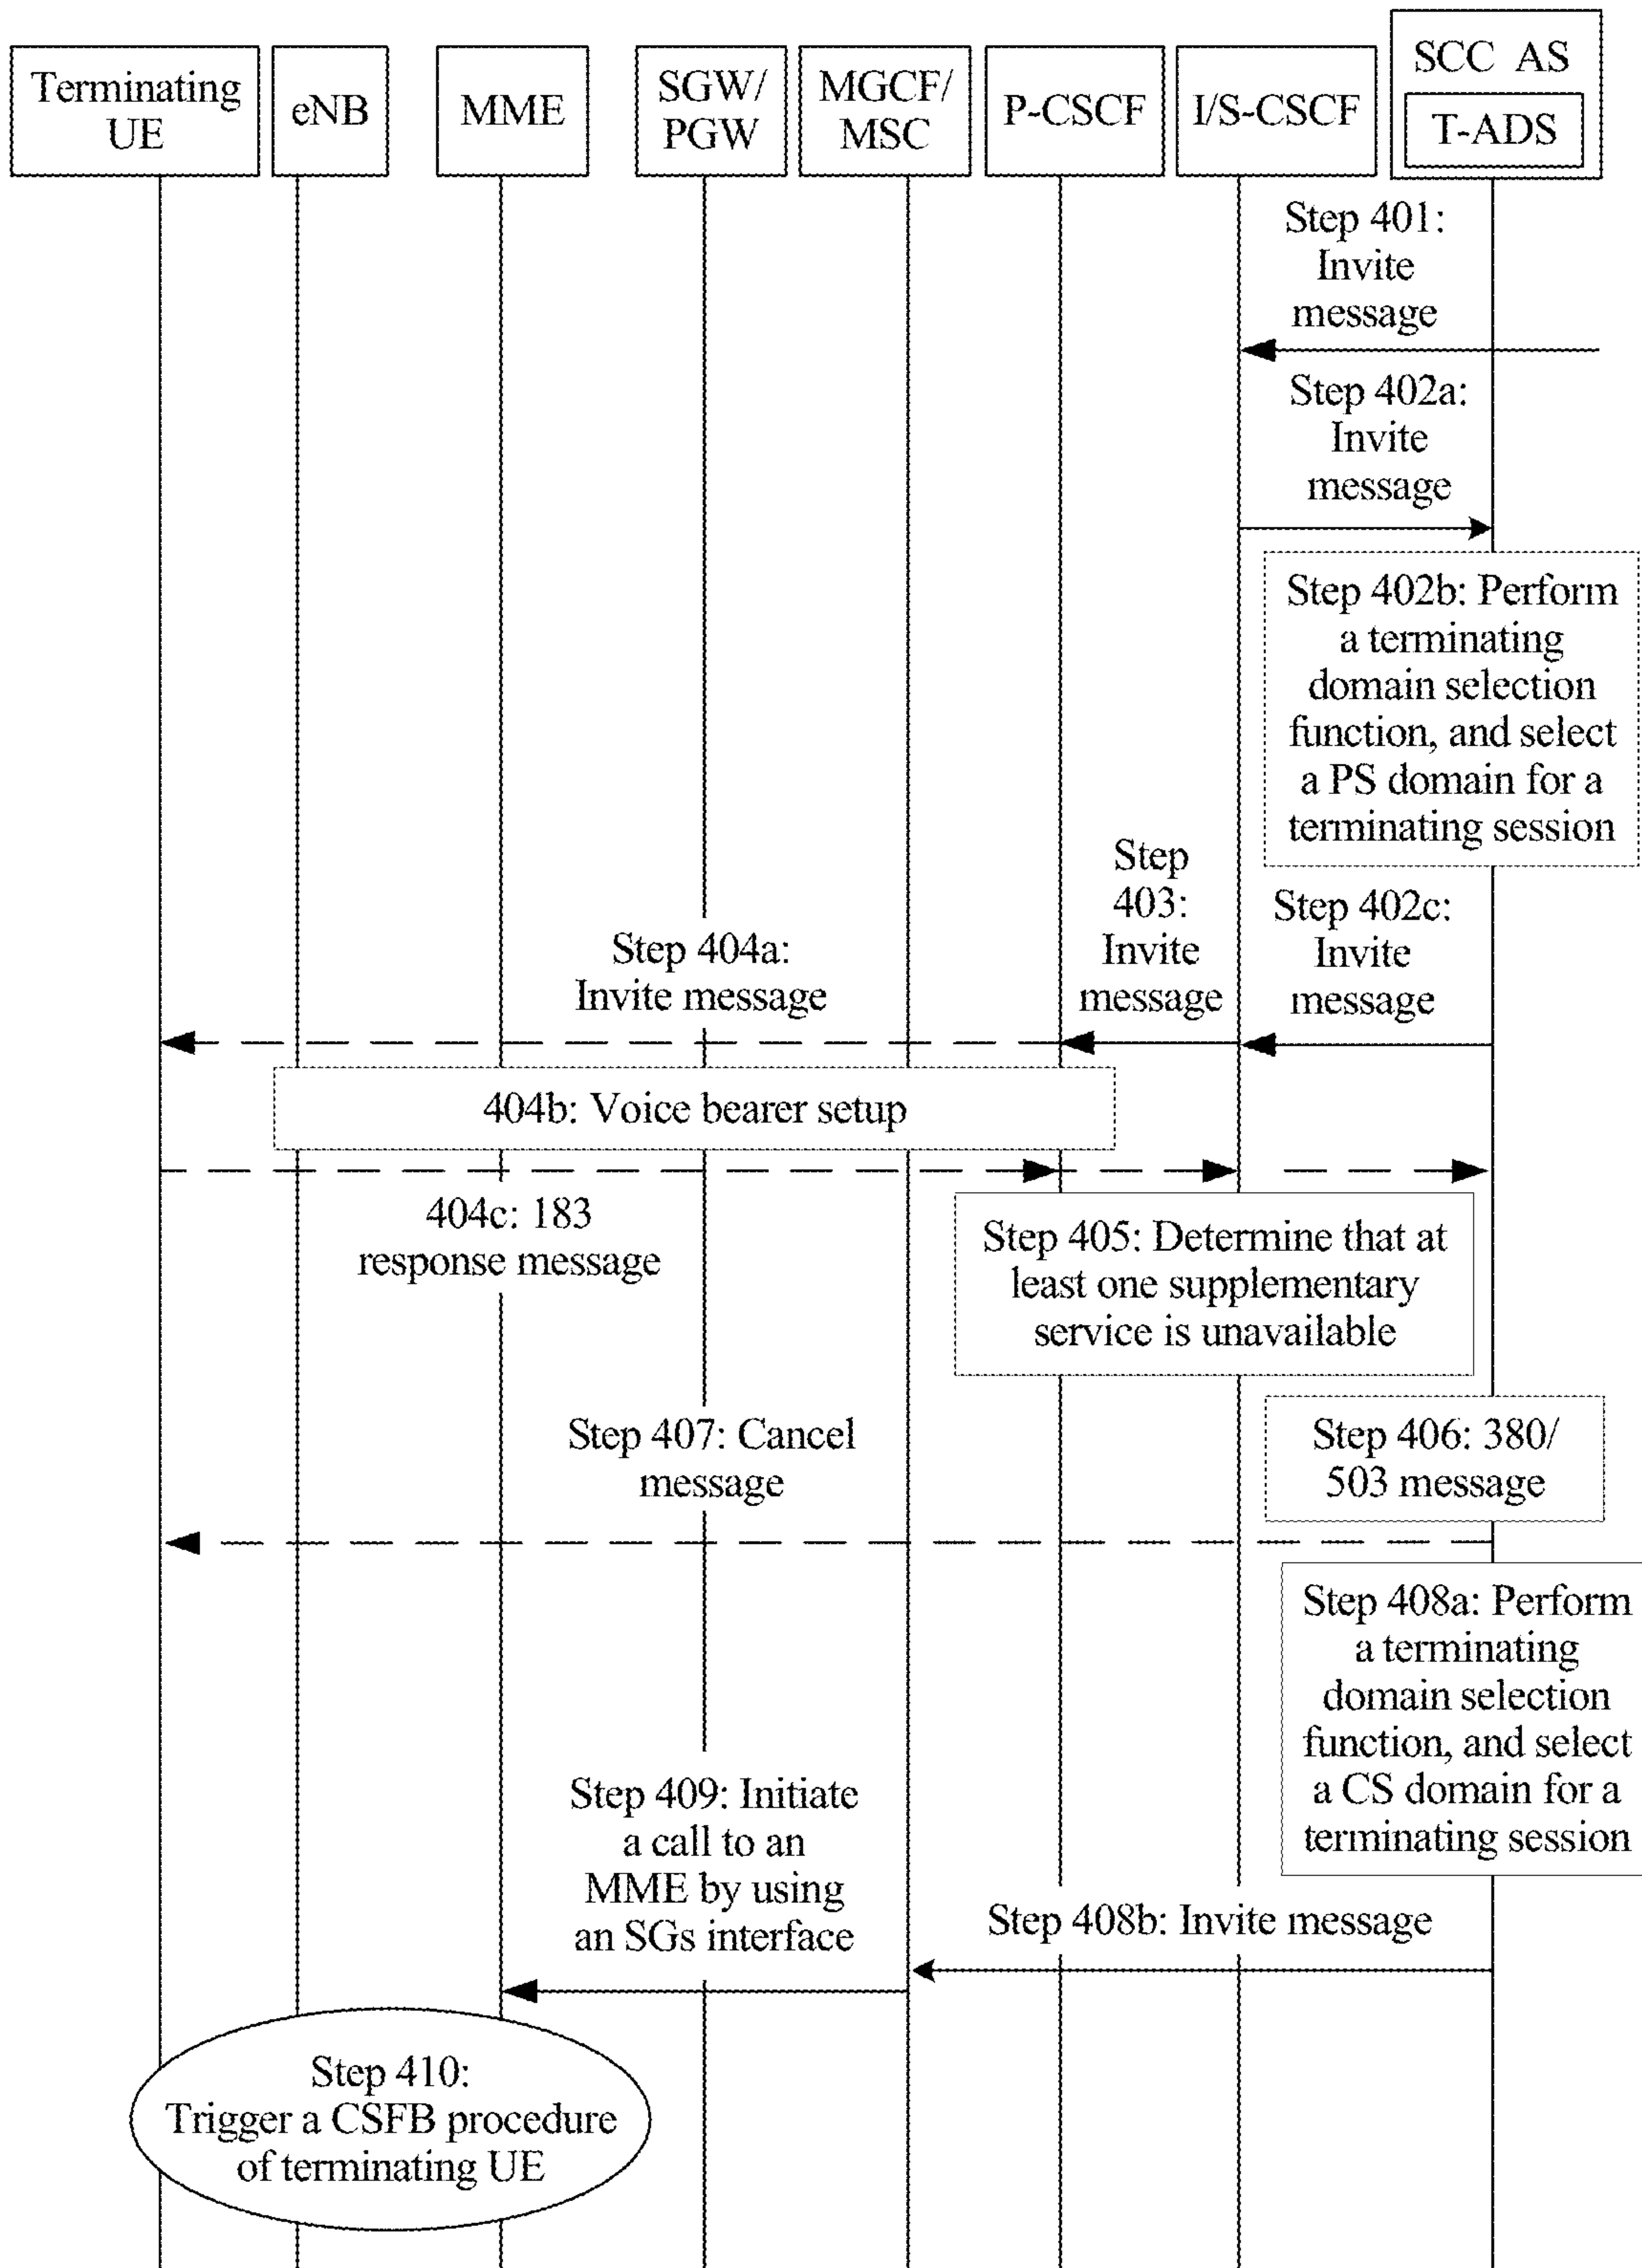 Terminating
UE
eNB
MME
SGW/
PGW
MGCF/
MSC
P-CSCF
I/S-CSCF
SCC AS
T-ADS
Step 401:
Invite
message
Step 402a:
Invite
message
Step 402b: Perform
a terminating
domain selection
function, and select
a PS domain for a
terminating session
Step 402c:
Invite
message
Step
403:
Invite
message
Step 404a:
Invite message
404b: Voice bearer setup
404c: 183
response message
Step 405: Determine that at
least one supplementary
service is unavailable
Step 406: 380/
503 message
Step 407: Cancel
message
Step 408a: Perform
a terminating
domain selection
function, and select
a CS domain for a
terminating session
Step 408b: Invite message
Step 409: Initiate
a call to an
MME by using
an SGs interface
Step 410:
Trigger a CSFB procedure
of terminating UE